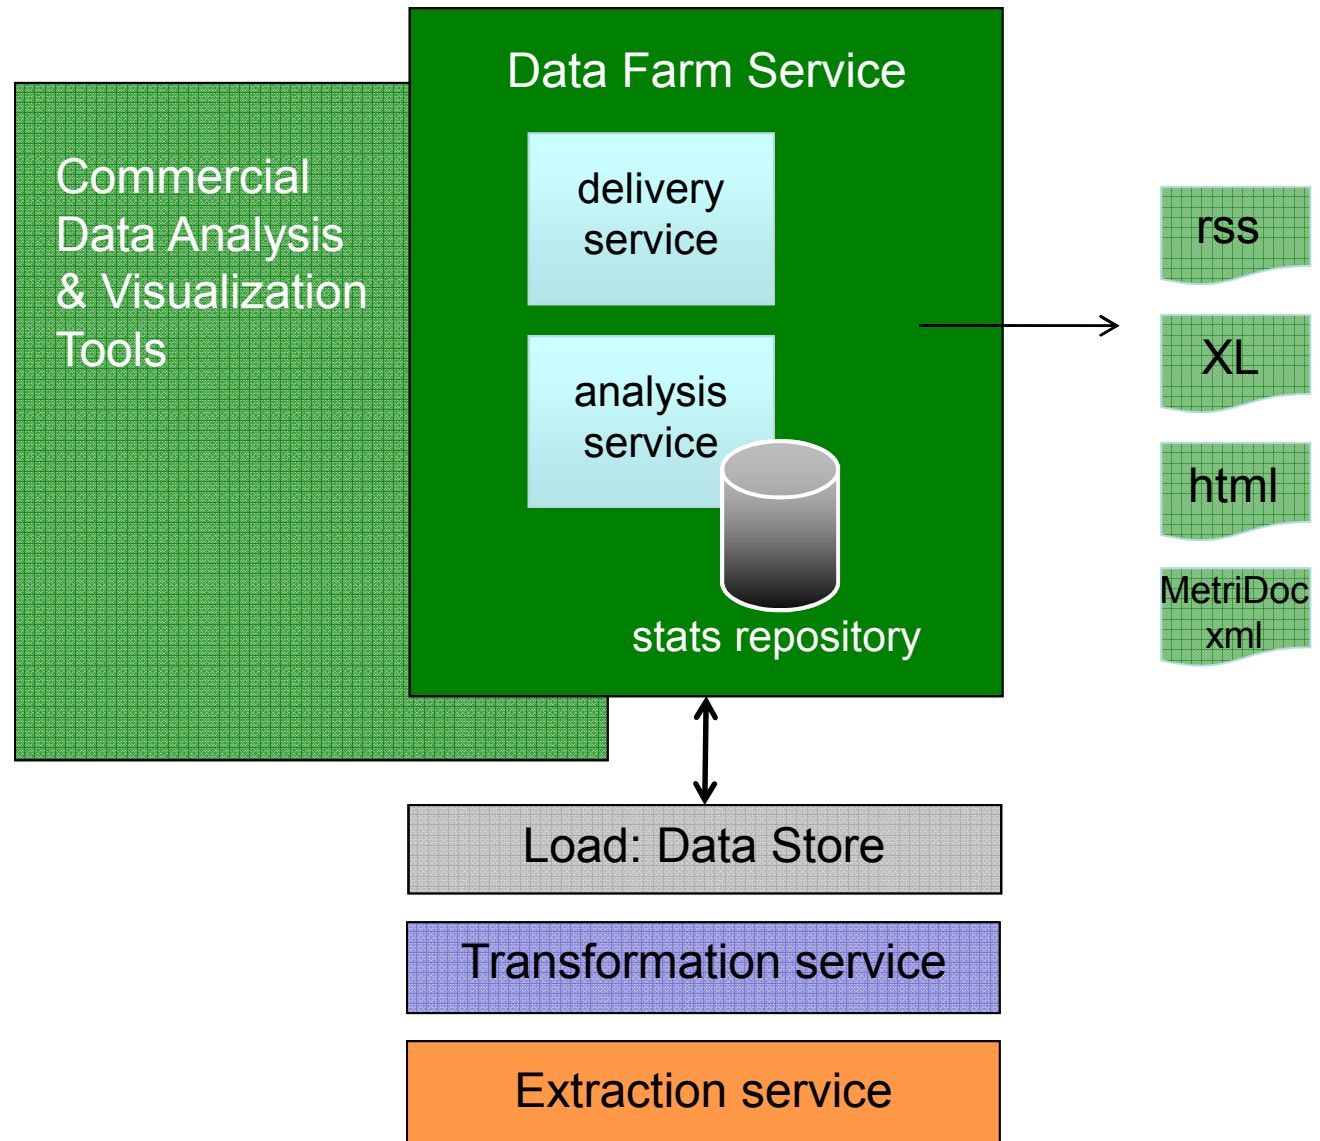 Data Farm Service
Commercial
Data Analysis
& Visualization
Tools
delivery
service
analysis
service
stats repository
rss
XL
html
MetriDoc
xml
Load: Data Store
Transformation service
Extraction service